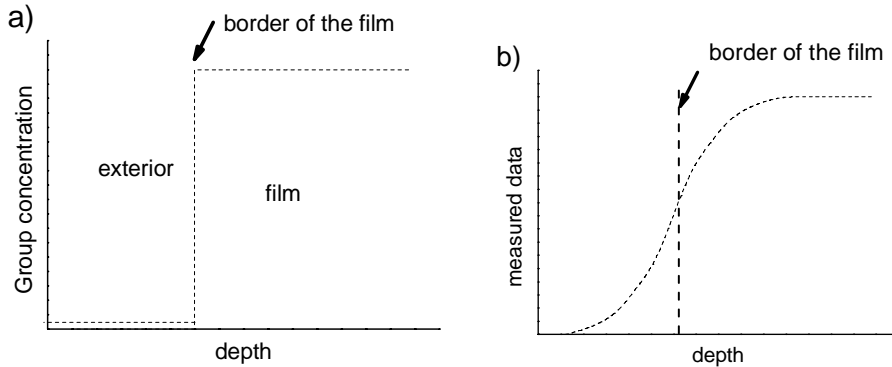 a)
border of the film
Group concentration
exterior
film
depth
b)
border of the film
measured data
depth